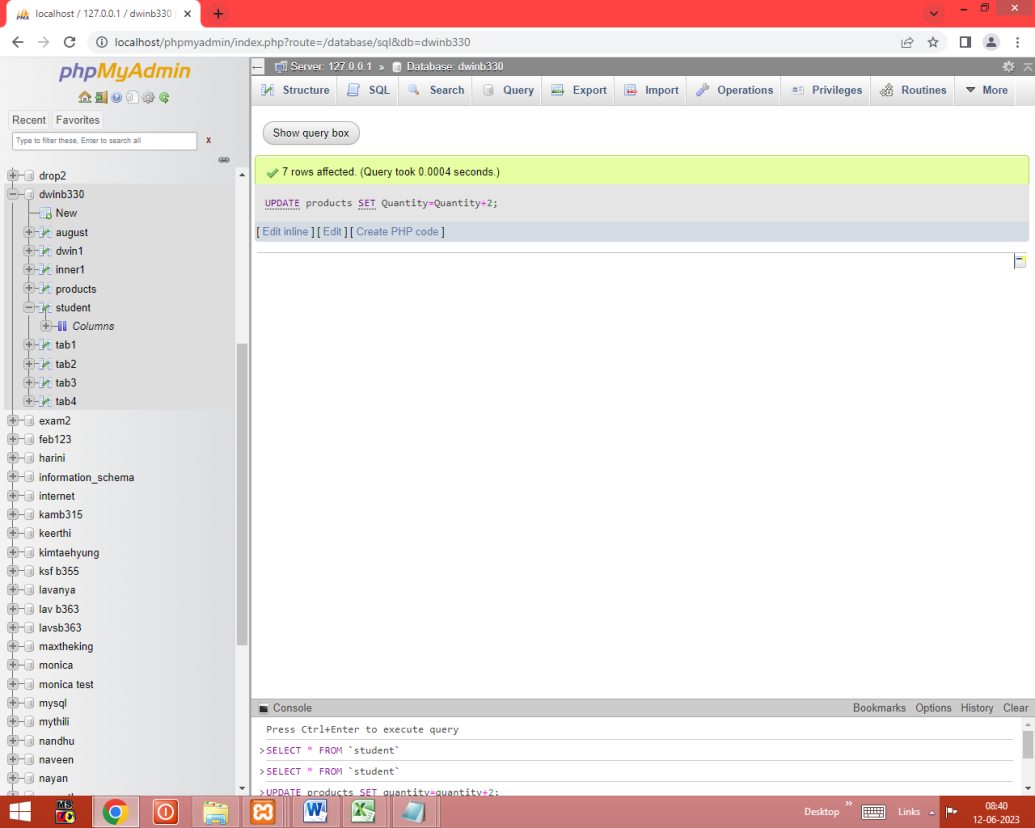 localhost / 127.0.0.1 / dwinb330
localhost/phpmyadmin/index.php?route=/database/sql&db=dwinb330
phpMyAdmin
Recent Favorites
Type to filter these, Enter to search all X
drop2
dwinb330
New
august
dwin1
inner1
products
student
Columns
tab1
tab2
tab3
tab4
exam2
feb123
harini
information_schema
internet
kamb315
keerthi
kimtaehyung
ksf b355
lavanya
lav b363
lavsb363
maxtheking
monica
monica test
mysql
mythili
nandhu
naveen
nayan
Server: 127.0.0.1 » Database: dwinb330
Structure SQL Search Query Export Import Operations Privileges Routines More
Show query box
7 rows affected. (Query took 0.0004 seconds.)
UPDATE products SET Quantity=Quantity+2;
[ Edit inline ] [ Edit ] [ Create PHP code ]
Console Bookmarks Options History Clear
Press Ctrl+Enter to execute query
>SELECT * FROM `student`
>SELECT * FROM `student`
>UPDATE products SET quantity=quantity+2;
Desktop » Links 08:40
12-06-2023